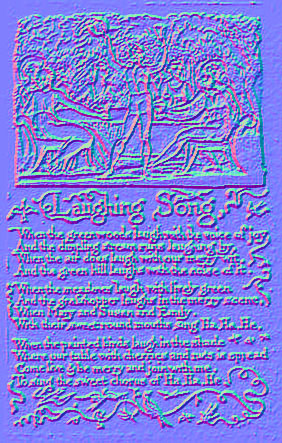 Laughing Song,
When the green woods laugh with the voice of joy
And the dimpling stream runs laughing by,
When the air does laugh with our merry wit,
And the green hill laughs with the noise of it.
When the meadows laugh with lively green
And the grasshopper laughs in the merry scene,
When Mary and Susan and Emily
With their sweet round mouths sing Ha, Ha, He,
When the painted birds laugh in the shade
Where our table with cherries and nuts is spread
Come live & be merry and join with me,
To sing the sweet chorus of Ha, Ha, He